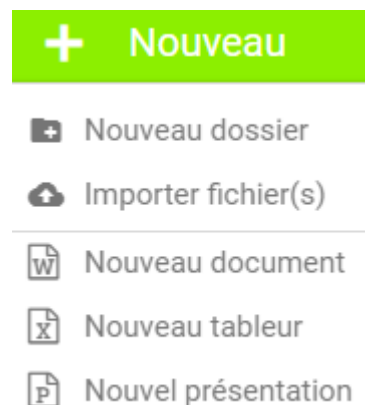 + Nouveau
Nouveau dossier
Importer fichier(s)
W Nouveau document
X Nouveau tableur
P Nouvel présentation